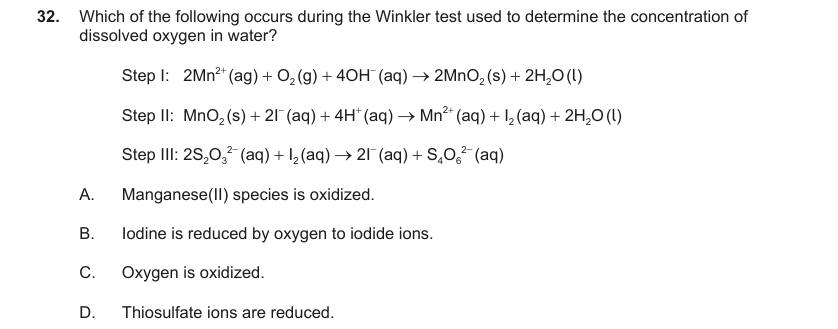 32. Which of the following occurs during the Winkler test used to determine the concentration of
dissolved oxygen in water?
Step I: 2Mn²⁺(ag) + O₂(g) + 4OH⁻(aq) → 2MnO₂(s) + 2H₂O(l)
Step II: MnO₂(s) + 2I⁻(aq) + 4H⁺(aq) → Mn²⁺(aq) + I₂(aq) + 2H₂O(l)
Step III: 2S₂O₃²⁻(aq) + I₂(aq) → 2I⁻(aq) + S₄O₆²⁻(aq)
A. Manganese(II) species is oxidized.
B. Iodine is reduced by oxygen to iodide ions.
C. Oxygen is oxidized.
D. Thiosulfate ions are reduced.